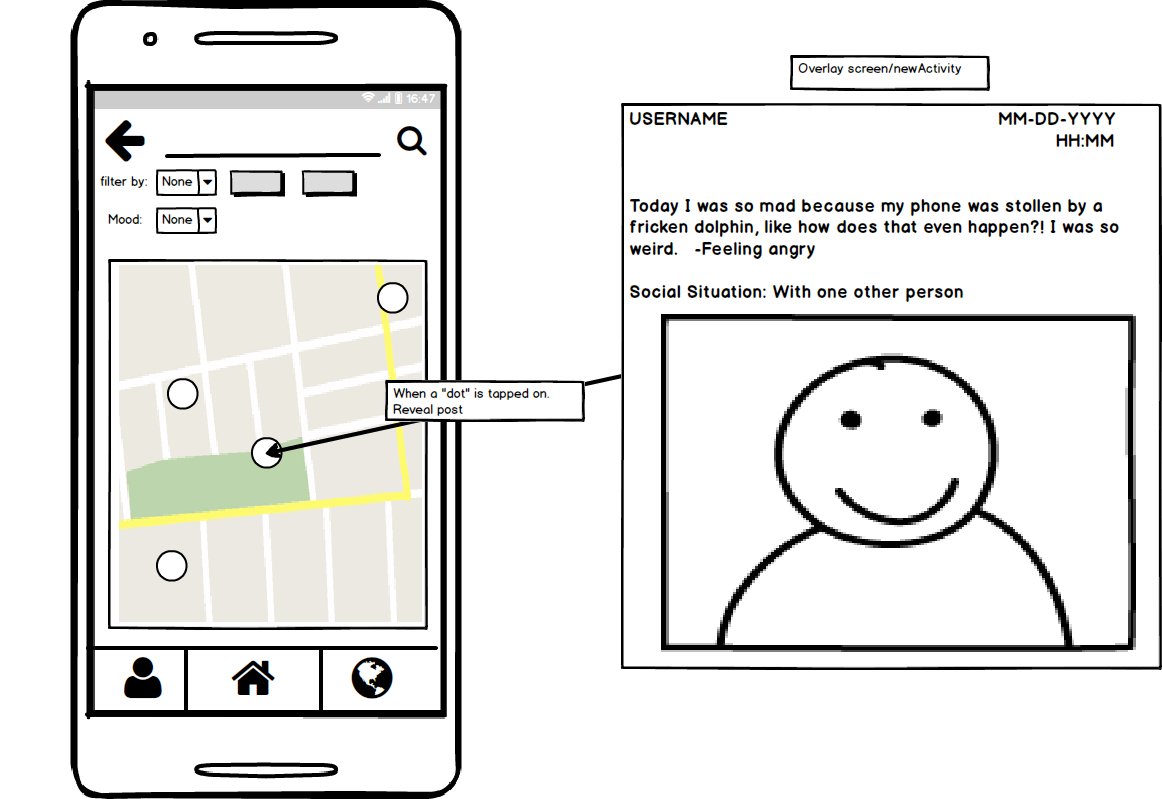 16:47
filter by: None
Mood: None
When a "dot" is tapped on.
Reveal post
Overlay screen/newActivity
USERNAME MM-DD-YYYY
HH:MM
Today I was so mad because my phone was stollen by a
fricken dolphin, like how does that even happen?! I was so
weird. -Feeling angry
Social Situation: With one other person